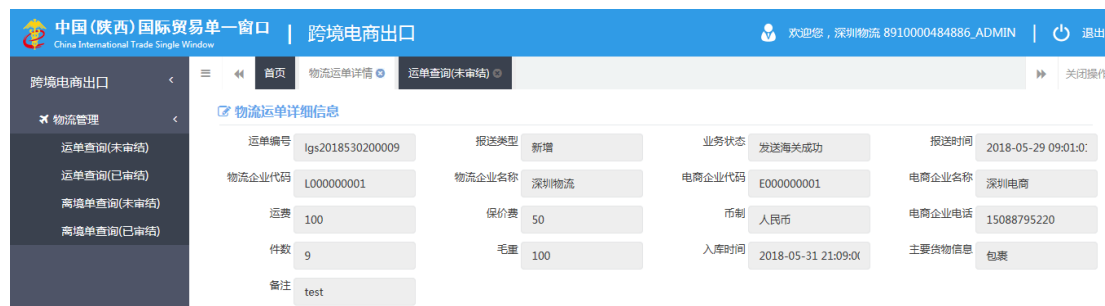 中国(陕西)国际贸易单一窗口 | 跨境电商出口
China International Trade Single Window
欢迎您，深圳物流 8910000484886_ADMIN | 退出
跨境电商出口
首页 物流运单详情 运单查询(未审结) 关闭操作
物流管理
运单查询(未审结)
运单查询(已审结)
离境单查询(未审结)
离境单查询(已审结)
物流运单详细信息
运单编号 lgs2018530200009 报送类型 新增 业务状态 发送海关成功 报送时间 2018-05-29 09:01:0
物流企业代码 L000000001 物流企业名称 深圳物流 电商企业代码 E000000001 电商企业名称 深圳电商
运费 100 保价费 50 币制 人民币 电商企业电话 15088795220
件数 9 毛重 100 入库时间 2018-05-31 21:09:0 主要货物信息 包裹
备注 test